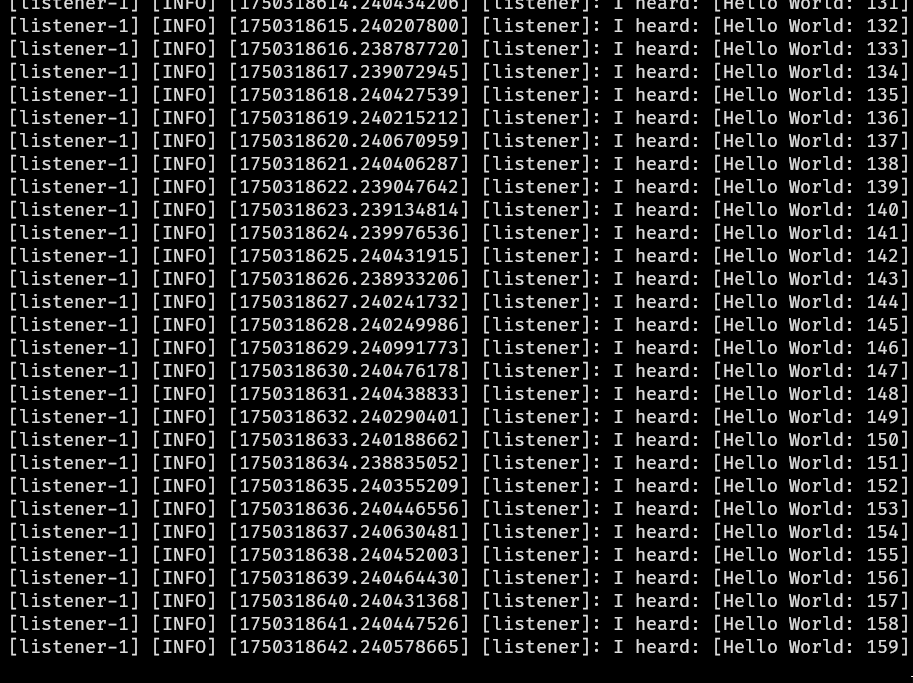 [listener-1] [INFO] [1750318614.240434206] [listener]: I heard: [Hello World: 131]
[listener-1] [INFO] [1750318615.240207800] [listener]: I heard: [Hello World: 132]
[listener-1] [INFO] [1750318616.238787720] [listener]: I heard: [Hello World: 133]
[listener-1] [INFO] [1750318617.239072945] [listener]: I heard: [Hello World: 134]
[listener-1] [INFO] [1750318618.240427539] [listener]: I heard: [Hello World: 135]
[listener-1] [INFO] [1750318619.240215212] [listener]: I heard: [Hello World: 136]
[listener-1] [INFO] [1750318620.240670959] [listener]: I heard: [Hello World: 137]
[listener-1] [INFO] [1750318621.240406287] [listener]: I heard: [Hello World: 138]
[listener-1] [INFO] [1750318622.239047642] [listener]: I heard: [Hello World: 139]
[listener-1] [INFO] [1750318623.239134814] [listener]: I heard: [Hello World: 140]
[listener-1] [INFO] [1750318624.239976536] [listener]: I heard: [Hello World: 141]
[listener-1] [INFO] [1750318625.240431915] [listener]: I heard: [Hello World: 142]
[listener-1] [INFO] [1750318626.238933206] [listener]: I heard: [Hello World: 143]
[listener-1] [INFO] [1750318627.240241732] [listener]: I heard: [Hello World: 144]
[listener-1] [INFO] [1750318628.240249986] [listener]: I heard: [Hello World: 145]
[listener-1] [INFO] [1750318629.240991773] [listener]: I heard: [Hello World: 146]
[listener-1] [INFO] [1750318630.240476178] [listener]: I heard: [Hello World: 147]
[listener-1] [INFO] [1750318631.240438833] [listener]: I heard: [Hello World: 148]
[listener-1] [INFO] [1750318632.240290401] [listener]: I heard: [Hello World: 149]
[listener-1] [INFO] [1750318633.240188662] [listener]: I heard: [Hello World: 150]
[listener-1] [INFO] [1750318634.238835052] [listener]: I heard: [Hello World: 151]
[listener-1] [INFO] [1750318635.240355209] [listener]: I heard: [Hello World: 152]
[listener-1] [INFO] [1750318636.240446556] [listener]: I heard: [Hello World: 153]
[listener-1] [INFO] [1750318637.240630481] [listener]: I heard: [Hello World: 154]
[listener-1] [INFO] [1750318638.240452003] [listener]: I heard: [Hello World: 155]
[listener-1] [INFO] [1750318639.240464430] [listener]: I heard: [Hello World: 156]
[listener-1] [INFO] [1750318640.240431368] [listener]: I heard: [Hello World: 157]
[listener-1] [INFO] [1750318641.240447526] [listener]: I heard: [Hello World: 158]
[listener-1] [INFO] [1750318642.240578665] [listener]: I heard: [Hello World: 159]